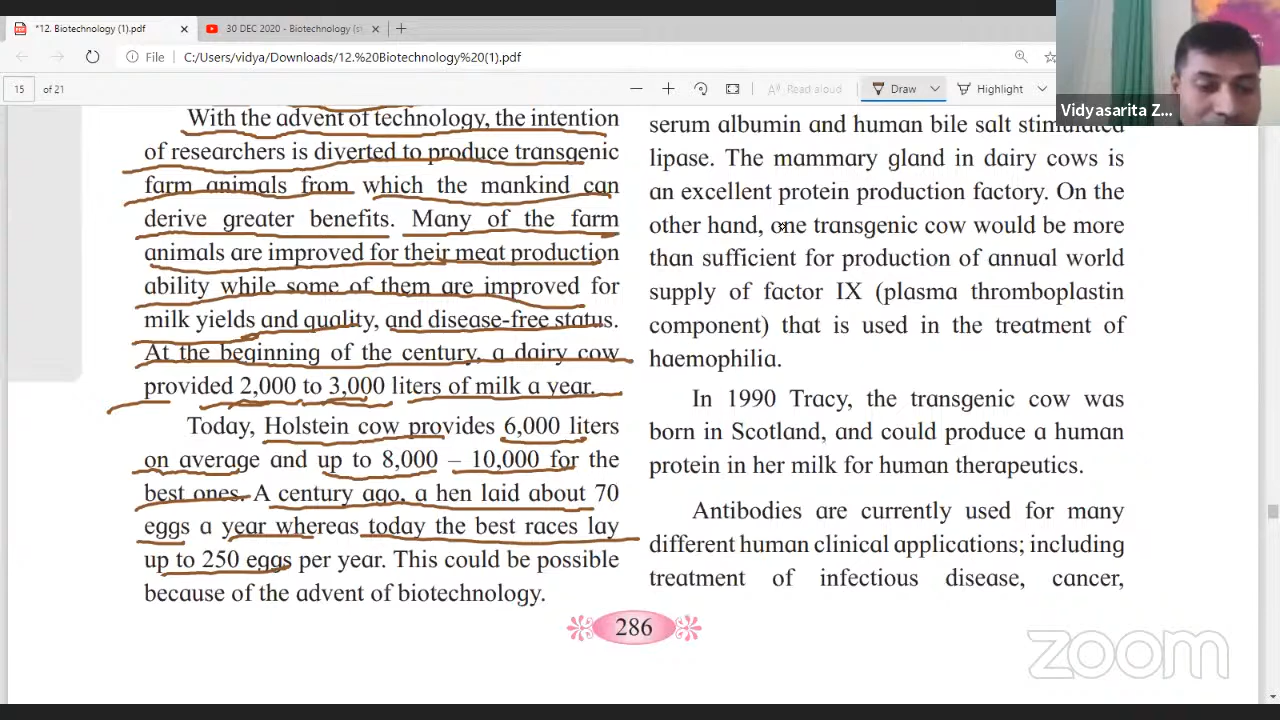 *12. Biotechnology (1).pdf
30 DEC 2020 - Biotechnology (s
File
C:/Users/vidya/Downloads/12.%20Biotechnology%20(1).pdf
15
of 21
Read aloud
Draw
Highlight
Vidyasarita Z...
With the advent of technology, the intention
of researchers is diverted to produce transgenic
farm animals from which the mankind can
derive greater benefits. Many of the farm
animals are improved for their meat production
ability while some of them are improved for
milk yields and quality, and disease-free status.
At the beginning of the century, a dairy cow
provided 2,000 to 3,000 liters of milk a year.
Today, Holstein cow provides 6,000 liters
on average and up to 8,000 – 10,000 for the
best ones. A century ago, a hen laid about 70
eggs a year whereas today the best races lay
up to 250 eggs per year. This could be possible
because of the advent of biotechnology.
serum albumin and human bile salt stimulated
lipase. The mammary gland in dairy cows is
an excellent protein production factory. On the
other hand, one transgenic cow would be more
than sufficient for production of annual world
supply of factor IX (plasma thromboplastin
component) that is used in the treatment of
haemophilia.
In 1990 Tracy, the transgenic cow was
born in Scotland, and could produce a human
protein in her milk for human therapeutics.
Antibodies are currently used for many
different human clinical applications; including
treatment of infectious disease, cancer,
286
zoom